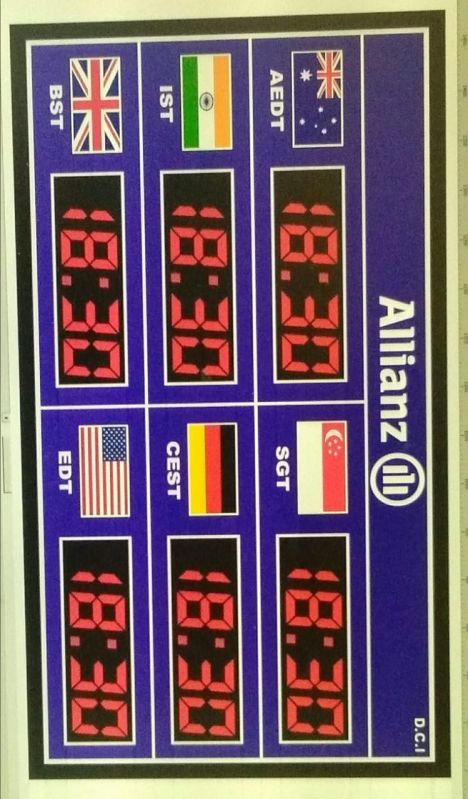 Allianz
D.C.I
AEDT 18:30
SGT 18:30
IST 18:30
CEST 18:30
BST 18:30
EDT 18:30